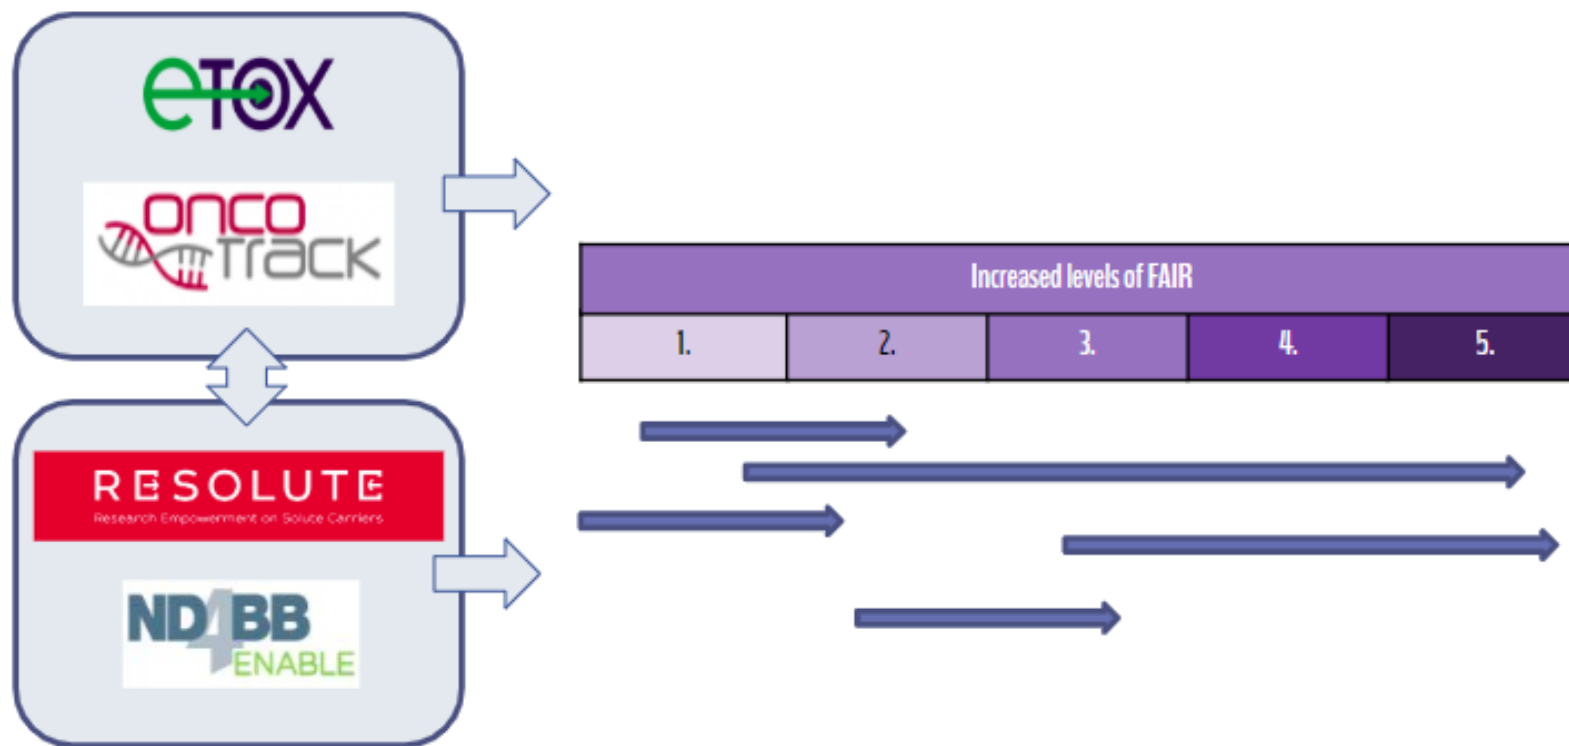 eTOX
ONCO
TRACK
RESOLUTE
Research Empowerment on Solute Carriers
ND4BB
ENABLE
Increased levels of FAIR
1. 2. 3. 4. 5.